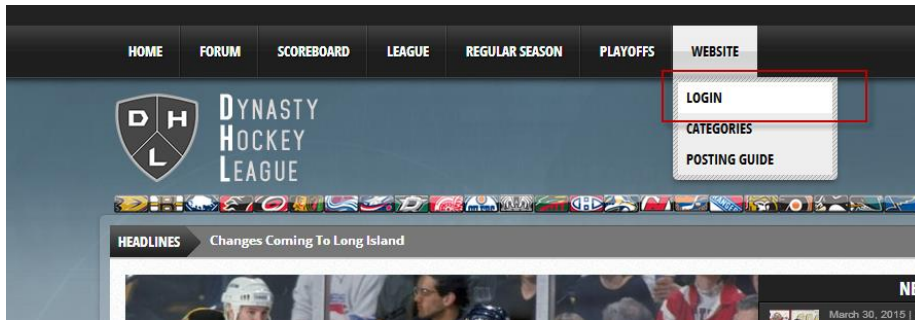 HOME FORUM SCOREBOARD LEAGUE REGULAR SEASON PLAYOFFS WEBSITE
LOGIN
CATEGORIES
POSTING GUIDE
D H L
DYNASTY
HOCKEY
LEAGUE
HEADLINES Changes Coming To Long Island
March 30, 2015 |